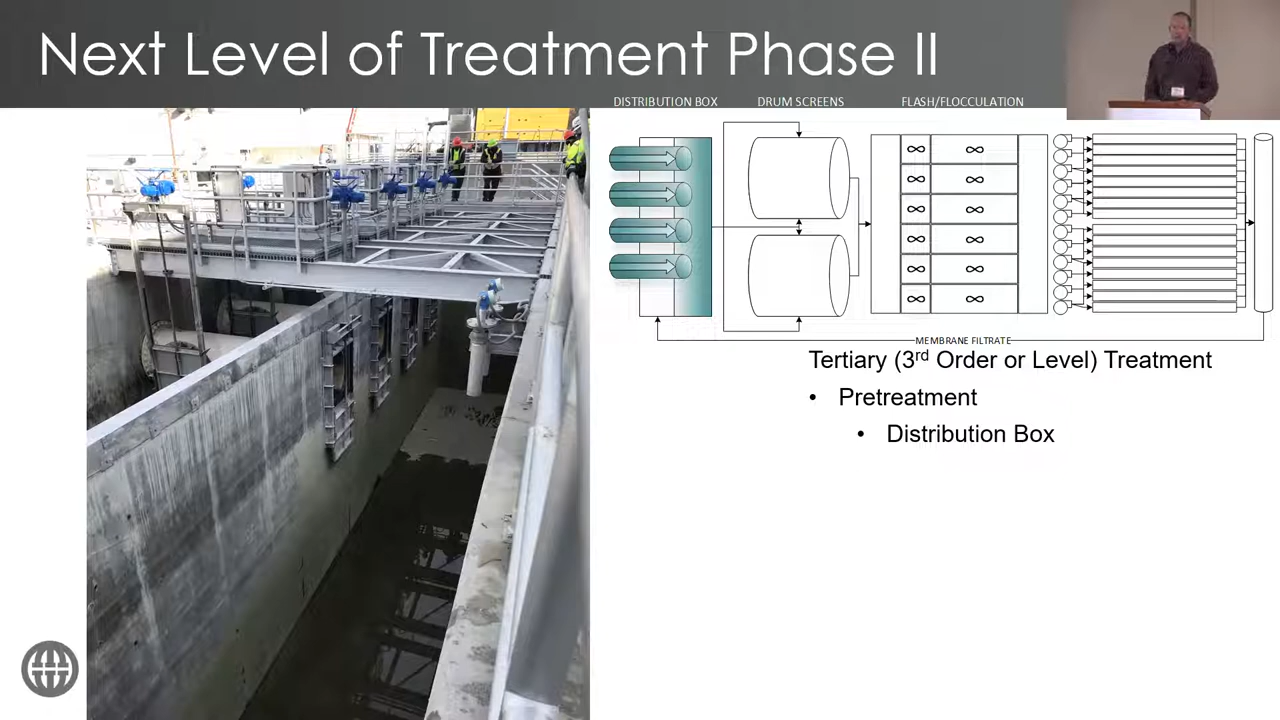 Next Level of Treatment Phase II
DISTRIBUTION BOX DRUM SCREENS FLASH/FLOCCULATION
∞ ∞
∞ ∞
∞ ∞
∞ ∞
∞ ∞
∞ ∞
MEMBRANE FILTRATE
Tertiary (3rd Order or Level) Treatment
• Pretreatment
• Distribution Box